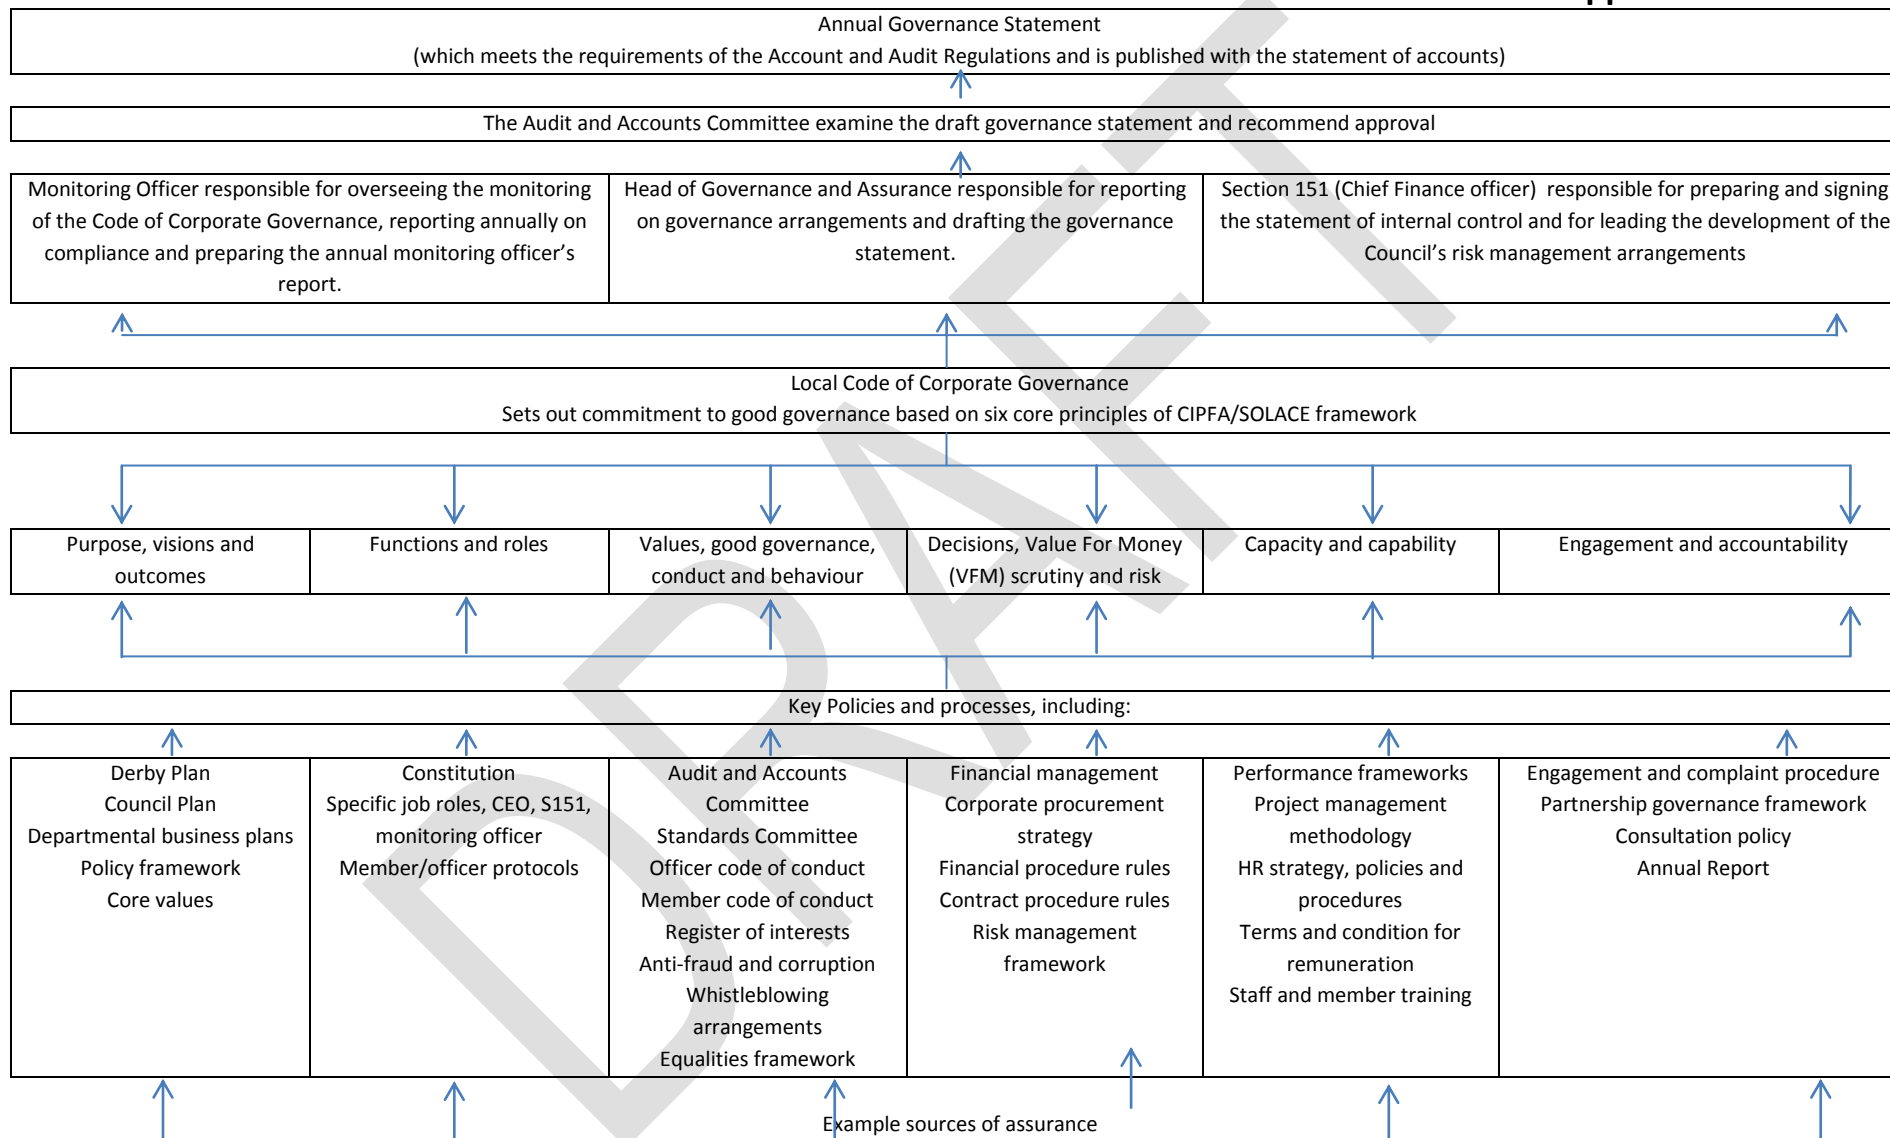 Annual Governance Statement
(which meets the requirements of the Account and Audit Regulations and is published with the statement of accounts)
The Audit and Accounts Committee examine the draft governance statement and recommend approval
Monitoring Officer responsible for overseeing the monitoring
of the Code of Corporate Governance, reporting annually on
compliance and preparing the annual monitoring officer’s
report.
Head of Governance and Assurance responsible for reporting
on governance arrangements and drafting the governance
statement.
Section 151 (Chief Finance officer) responsible for preparing and signing
the statement of internal control and for leading the development of the
Council’s risk management arrangements
Local Code of Corporate Governance
Sets out commitment to good governance based on six core principles of CIPFA/SOLACE framework
Purpose, visions and
outcomes
Functions and roles
Values, good governance,
conduct and behaviour
Decisions, Value For Money
(VFM) scrutiny and risk
Capacity and capability
Engagement and accountability
Key Policies and processes, including:
Derby Plan
Council Plan
Departmental business plans
Policy framework
Core values
Constitution
Specific job roles, CEO, S151,
monitoring officer
Member/officer protocols
Audit and Accounts
Committee
Standards Committee
Officer code of conduct
Member code of conduct
Register of interests
Anti-fraud and corruption
Whistleblowing
arrangements
Equalities framework
Financial management
Corporate procurement
strategy
Financial procedure rules
Contract procedure rules
Risk management
framework
Performance frameworks
Project management
methodology
HR strategy, policies and
procedures
Terms and condition for
remuneration
Staff and member training
Engagement and complaint procedure
Partnership governance framework
Consultation policy
Annual Report
Example sources of assurance
DRAFT